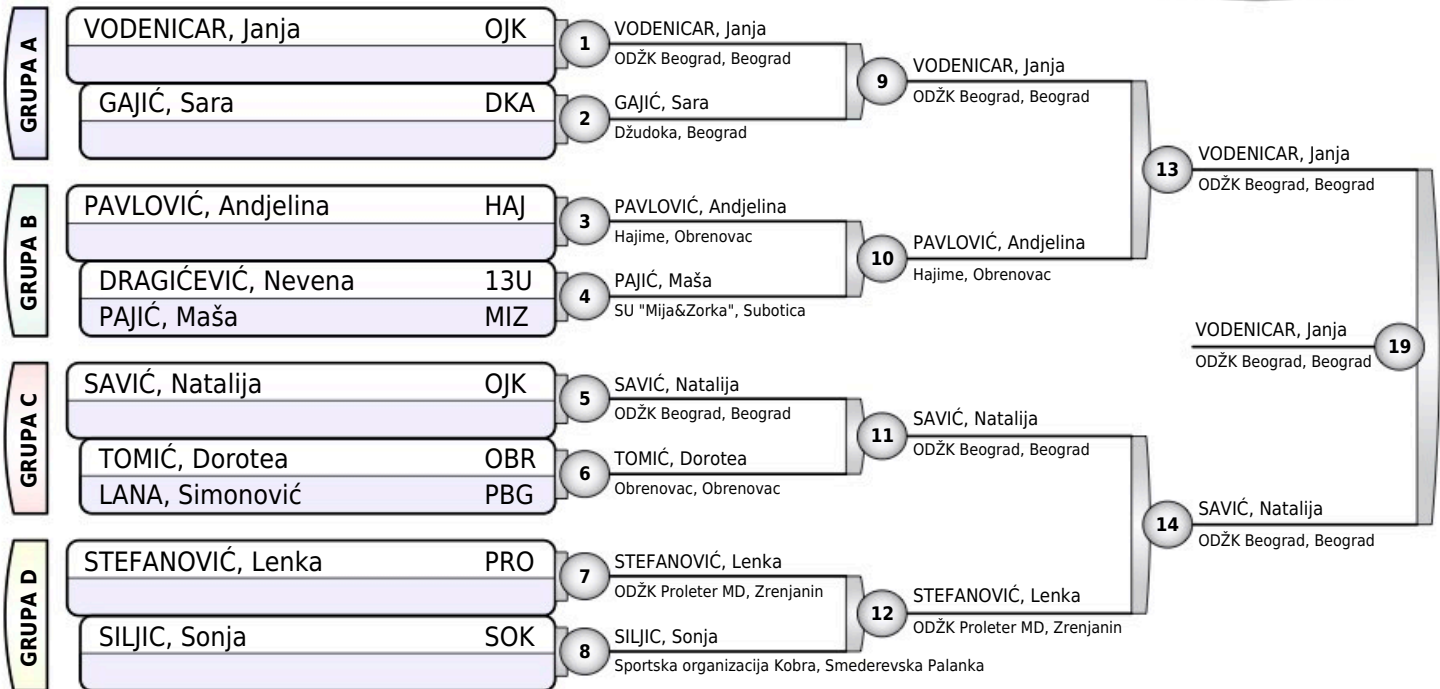 GRUPA A
VODENICAR, Janja OJK
GAJIĆ, Sara DKA
1
VODENICAR, Janja
ODŽK Beograd, Beograd
2
GAJIĆ, Sara
Džudoka, Beograd
9
VODENICAR, Janja
ODŽK Beograd, Beograd
GRUPA B
PAVLOVIĆ, Andjelina HAJ
DRAGIĆEVIĆ, Nevena 13U
PAJIĆ, Maša MIZ
3
PAVLOVIĆ, Andjelina
Hajime, Obrenovac
4
PAJIĆ, Maša
SU "Mija&Zorka", Subotica
10
PAVLOVIĆ, Andjelina
Hajime, Obrenovac
13
VODENICAR, Janja
ODŽK Beograd, Beograd
GRUPA C
SAVIĆ, Natalija OJK
TOMIĆ, Dorotea OBR
LANA, Simonović PBG
5
SAVIĆ, Natalija
ODŽK Beograd, Beograd
6
TOMIĆ, Dorotea
Obrenovac, Obrenovac
11
SAVIĆ, Natalija
ODŽK Beograd, Beograd
GRUPA D
STEFANOVIĆ, Lenka PRO
SILJIC, Sonja SOK
7
STEFANOVIĆ, Lenka
ODŽK Proleter MD, Zrenjanin
8
SILJIC, Sonja
Sportska organizacija Kobra, Smederevska Palanka
12
STEFANOVIĆ, Lenka
ODŽK Proleter MD, Zrenjanin
14
SAVIĆ, Natalija
ODŽK Beograd, Beograd
VODENICAR, Janja
ODŽK Beograd, Beograd
19